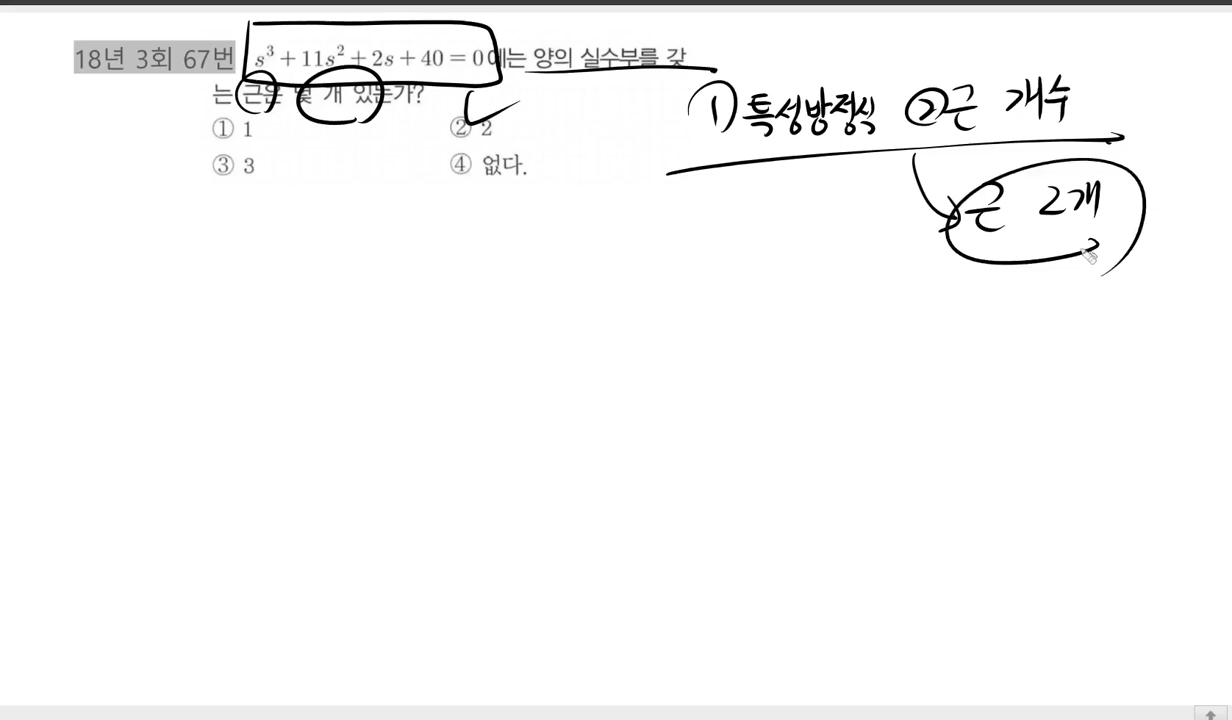 18년 3회 67번 s³ + 11s² + 2s + 40 = 0에는 양의 실수부를 갖
는 근은 몇 개 있는가?
① 1 ② 2
③ 3 ④ 없다.
① 특성방정식 ② 근 개수
근 2개